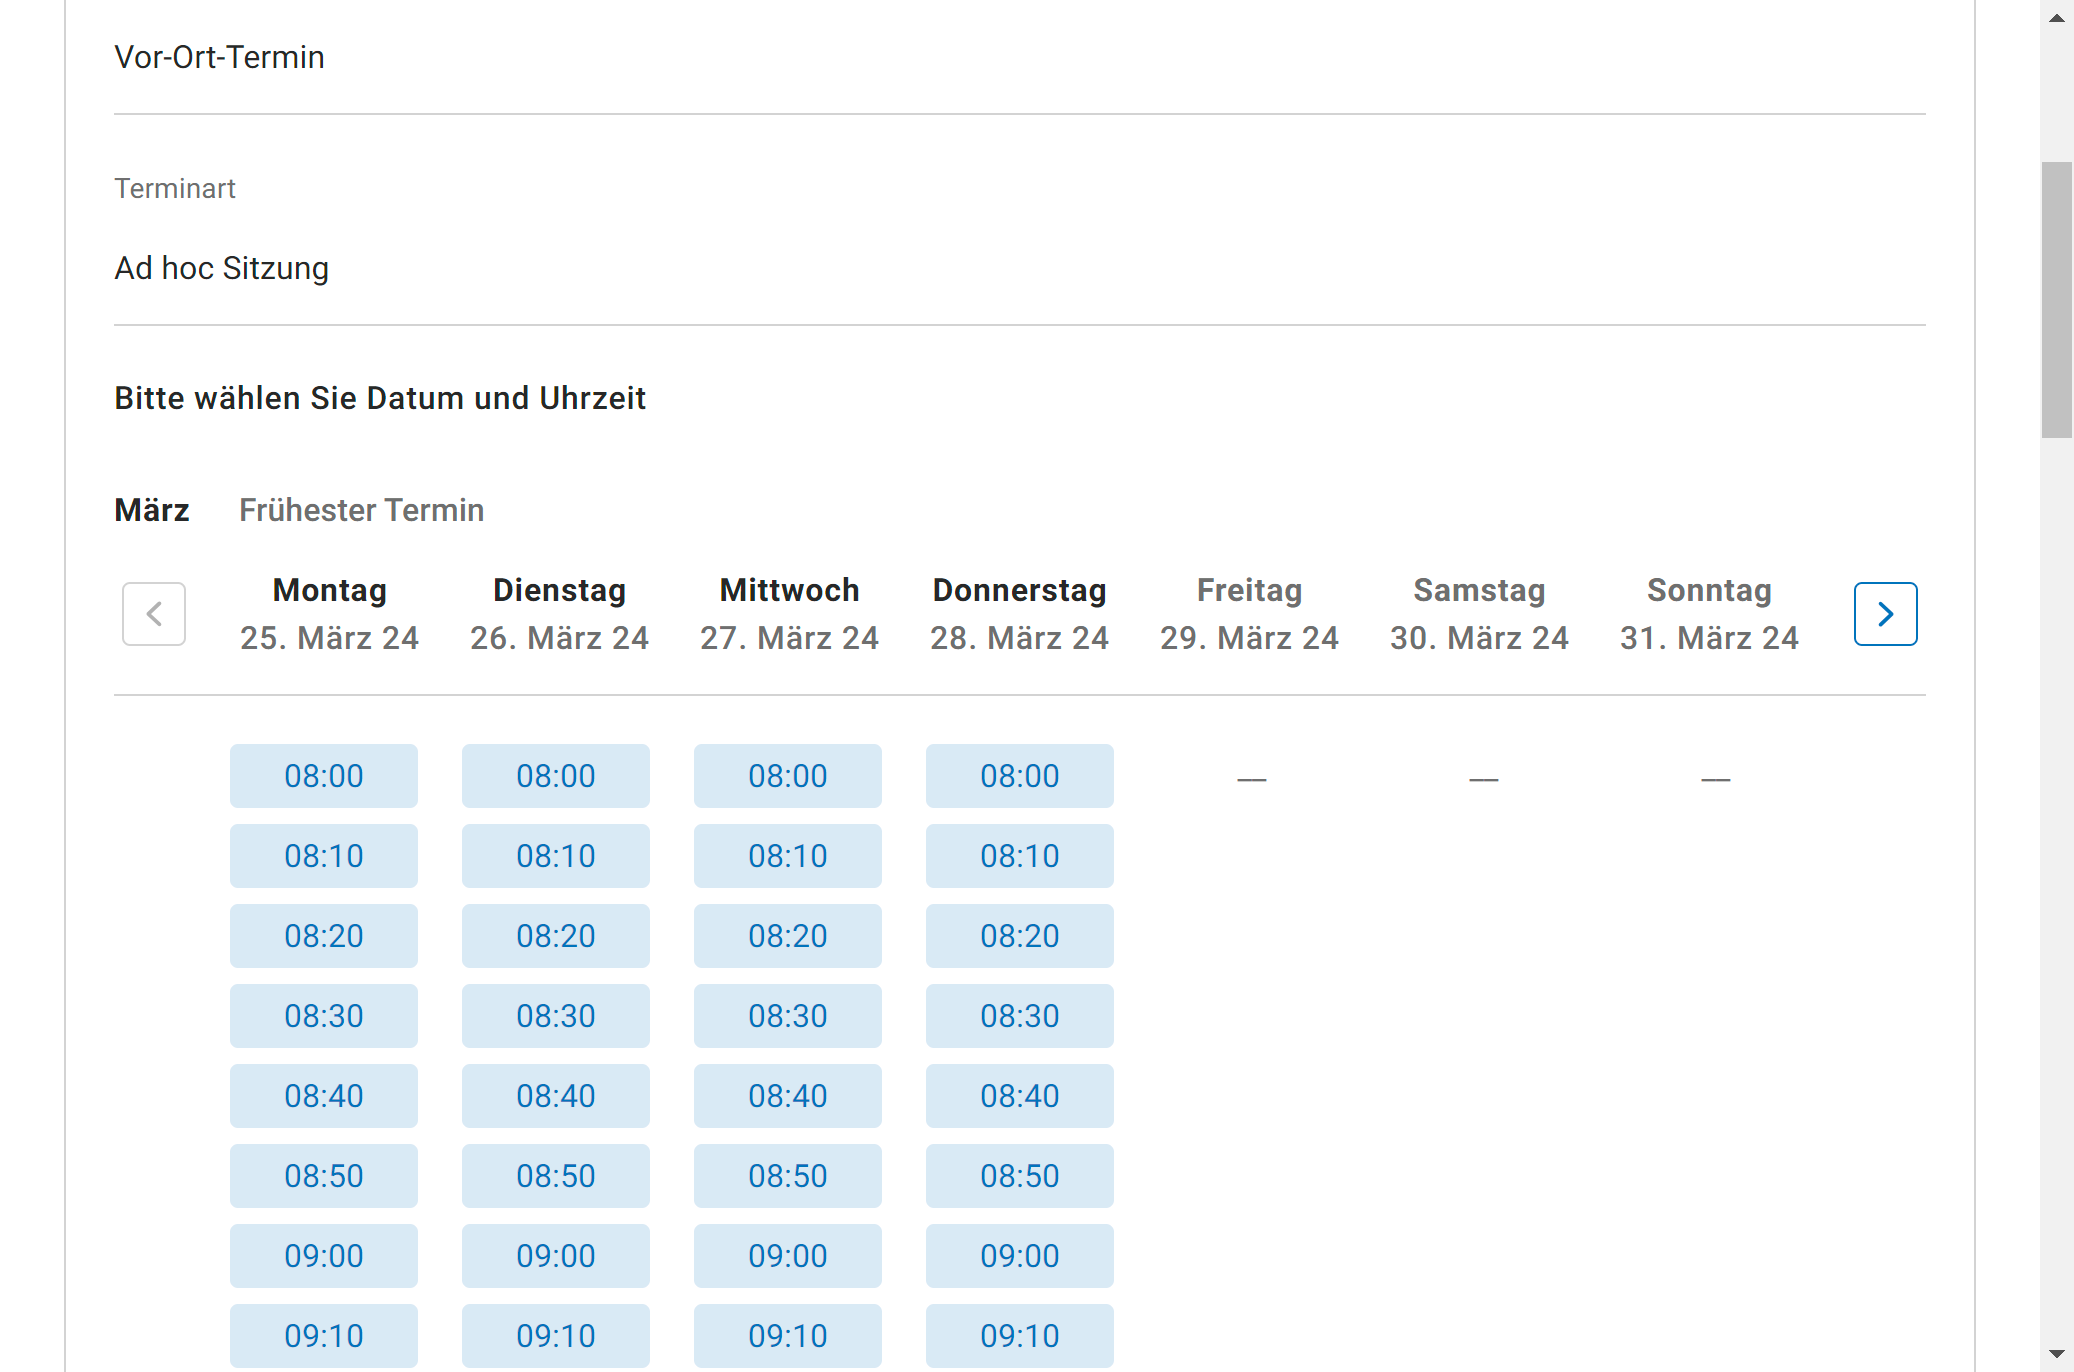 Vor-Ort-Termin
Terminart
Ad hoc Sitzung
Bitte wählen Sie Datum und Uhrzeit
März Frühester Termin
Montag Dienstag Mittwoch Donnerstag Freitag Samstag Sonntag
25. März 24 26. März 24 27. März 24 28. März 24 29. März 24 30. März 24 31. März 24
08:00 08:00 08:00 08:00 — — —
08:10 08:10 08:10 08:10
08:20 08:20 08:20 08:20
08:30 08:30 08:30 08:30
08:40 08:40 08:40 08:40
08:50 08:50 08:50 08:50
09:00 09:00 09:00 09:00
09:10 09:10 09:10 09:10